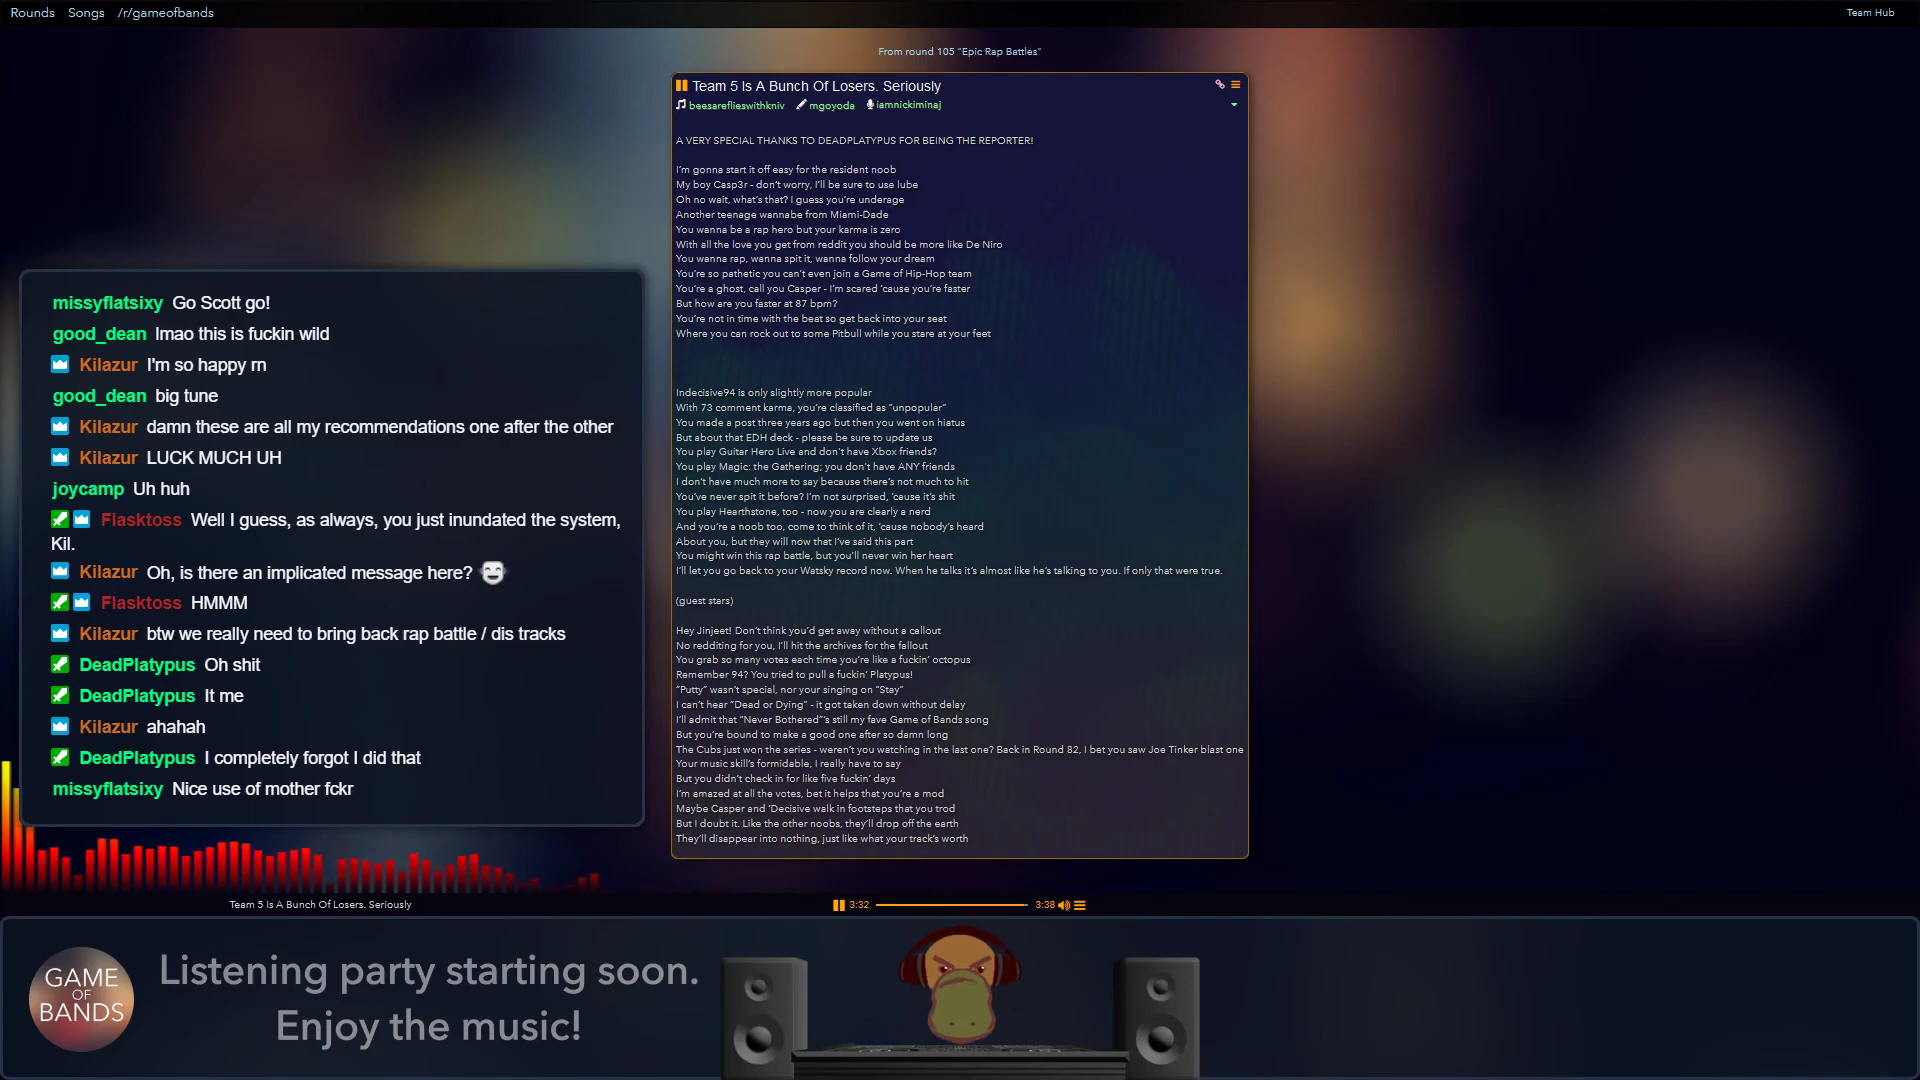 Rounds Songs /r/gameofbands
Team Hub
From round 105 "Epic Rap Battles"
Team 5 Is A Bunch Of Losers. Seriously
beesareflieswithkniv mgoyoda iamnickiminaj
A VERY SPECIAL THANKS TO DEADPLATYPUS FOR BEING THE REPORTER!
I'm gonna start it off easy for the resident noob
My boy Casp3r - don't worry, I'll be sure to use lube
Oh no wait, what's that? I guess you're underage
Another teenage wannabe from Miami-Dade
You wanna be a rap hero but your karma is zero
With all the love you get from reddit you should be more like De Niro
You wanna rap, wanna spit it, wanna follow your dream
You're so pathetic you can't even join a Game of Hip-Hop team
You're a ghost, call you Casper - I'm scared 'cause you're faster
But how are you faster at 87 bpm?
You're not in time with the beat so get back into your seat
Where you can rock out to some Pitbull while you stare at your feet
Indecisive94 is only slightly more popular
With 73 comment karma, you're classified as "unpopular"
You made a post three years ago but then you went on hiatus
But about that EDH deck - please be sure to update us
You play Guitar Hero Live and don't have Xbox friends?
You play Magic: the Gathering; you don't have ANY friends
I don't have much more to say because there's not much to hit
You've never spit it before? I'm not surprised, 'cause it's shit
You play Hearthstone, too - now you are clearly a nerd
And you're a noob too, come to think of it, 'cause nobody's heard
About you, but they will now that I've said this part
You might win this rap battle, but you'll never win her heart
I'll let you go back to your Watsky record now. When he talks it's almost like he's talking to you. If only that were true.
(guest stars)
Hey Jinjeet! Don't think you'd get away without a callout
No redditing for you, I'll hit the archives for the fallout
You grab so many votes each time you're like a fuckin' octopus
Remember 94? You tried to pull a fuckin' Platypus!
"Putty" wasn't special, nor your singing on "Stay"
I can't hear "Dead or Dying" - it got taken down without delay
I'll admit that "Never Bothered"'s still my fave Game of Bands song
But you're bound to make a good one after so damn long
The Cubs just won the series - weren't you watching in the last one? Back in Round 82, I bet you saw Joe Tinker blast one
Your music skill's formidable, I really have to say
But you didn't check in for like five fuckin' days
I'm amazed at all the votes, bet it helps that you're a mod
Maybe Casper and 'Decisive walk in footsteps that you trod
But I doubt it. Like the other noobs, they'll drop off the earth
They'll disappear into nothing, just like what your track's worth
missyflatsixy Go Scott go!
good_dean lmao this is fuckin wild
Kilazur I'm so happy rn
good_dean big tune
Kilazur damn these are all my recommendations one after the other
Kilazur LUCK MUCH UH
joycamp Uh huh
Flasktoss Well I guess, as always, you just inundated the system,
Kil.
Kilazur Oh, is there an implicated message here?
Flasktoss HMMM
Kilazur btw we really need to bring back rap battle / dis tracks
DeadPlatypus Oh shit
DeadPlatypus It me
Kilazur ahahah
DeadPlatypus I completely forgot I did that
missyflatsixy Nice use of mother fckr
Team 5 Is A Bunch Of Losers. Seriously
3:32 3:38
GAME
OF
BANDS
Listening party starting soon.
Enjoy the music!